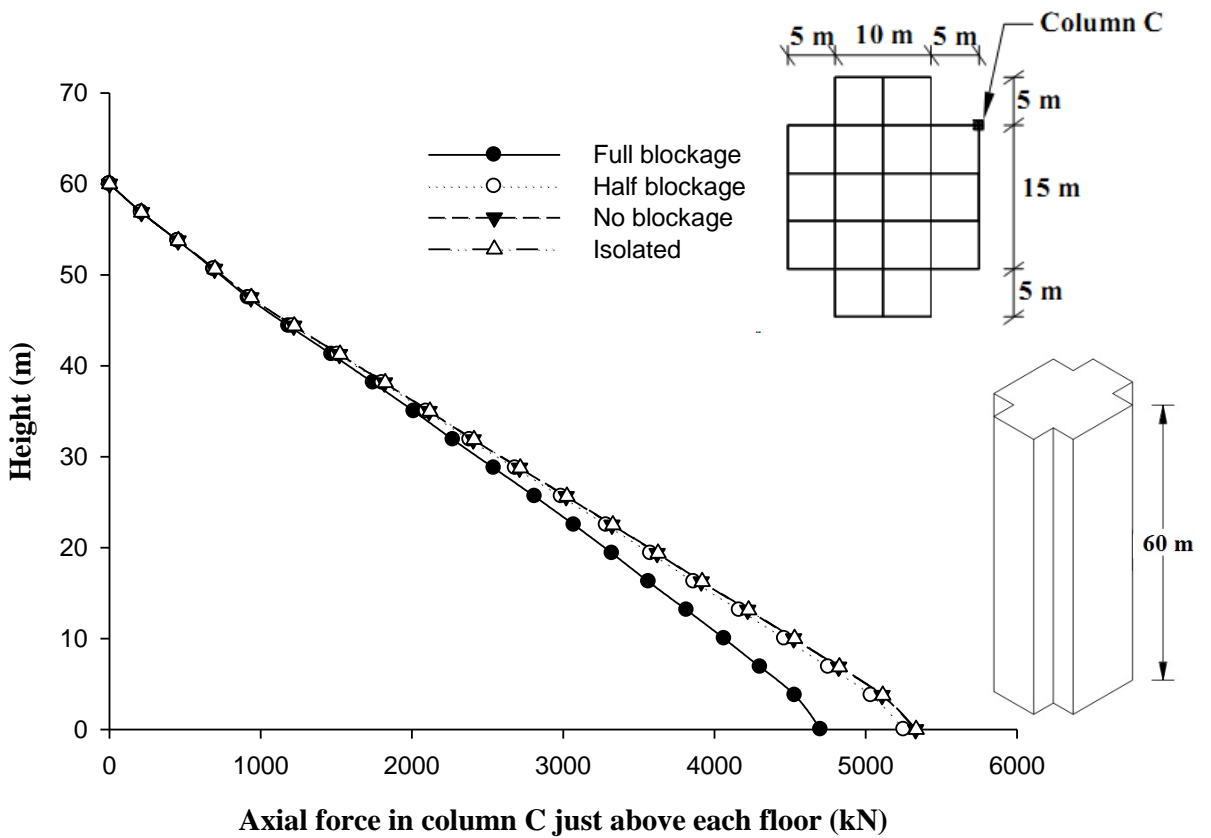 Column C
5 m 10 m 5 m
5 m
15 m
5 m
70
60
50
40
30
20
10
0
Height (m)
Full blockage
Half blockage
No blockage
Isolated
60 m
0 1000 2000 3000 4000 5000 6000
Axial force in column C just above each floor (kN)